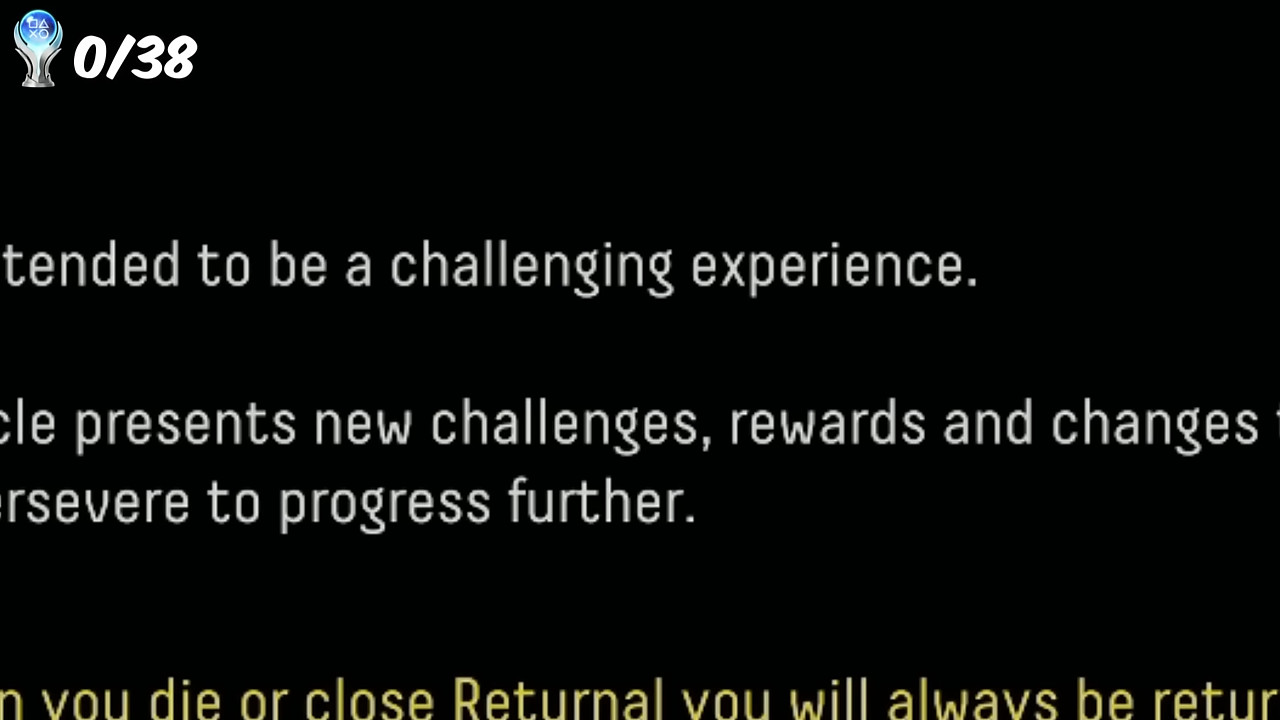 0/38
tended to be a challenging experience.
cle presents new challenges, rewards and changes
ersevere to progress further.
n you die or close Returnal you will always be retur